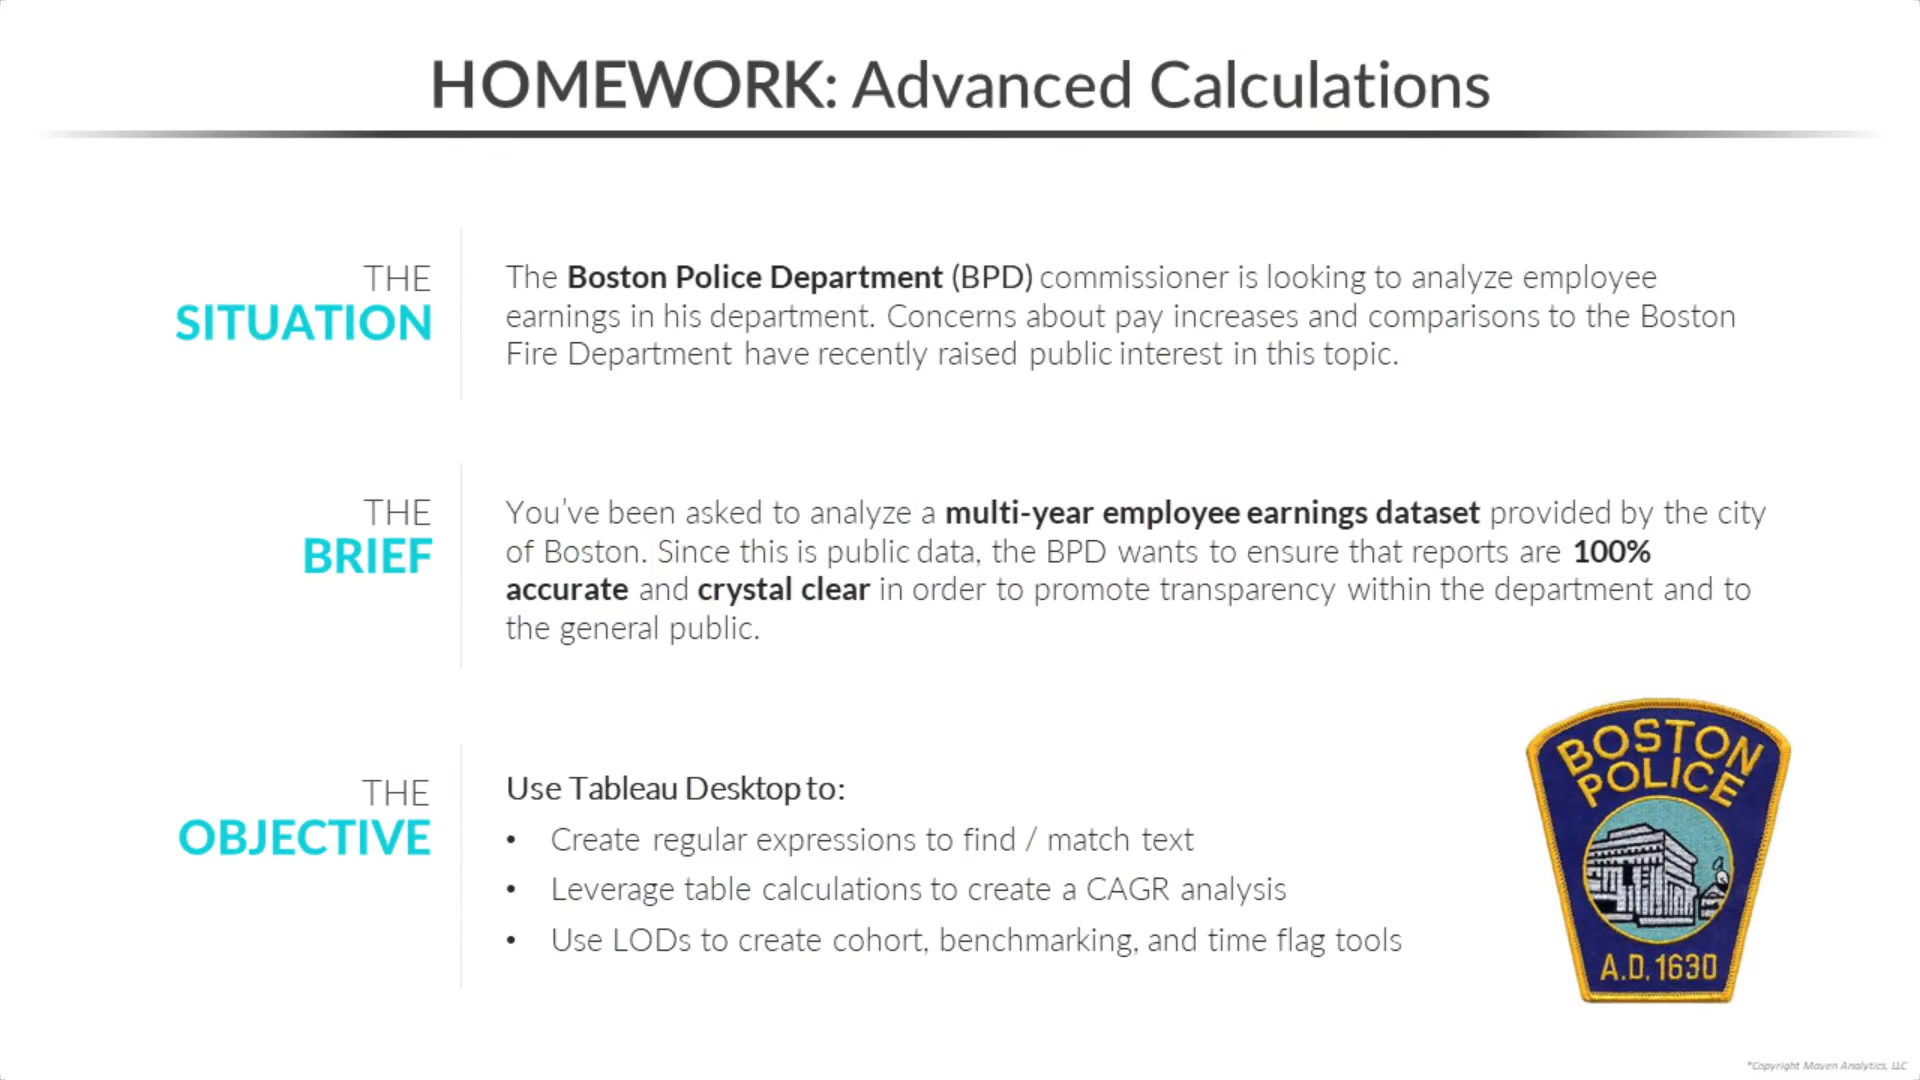 HOMEWORK: Advanced Calculations
THE
SITUATION
The Boston Police Department (BPD) commissioner is looking to analyze employee
earnings in his department. Concerns about pay increases and comparisons to the Boston
Fire Department have recently raised public interest in this topic.
THE
BRIEF
You've been asked to analyze a multi-year employee earnings dataset provided by the city
of Boston. Since this is public data, the BPD wants to ensure that reports are 100%
accurate and crystal clear in order to promote transparency within the department and to
the general public.
THE
OBJECTIVE
Use Tableau Desktop to:
• Create regular expressions to find / match text
• Leverage table calculations to create a CAGR analysis
• Use LODs to create cohort, benchmarking, and time flag tools
BOSTON
POLICE
A.D. 1630
*Copyright Maven Analytics, LLC